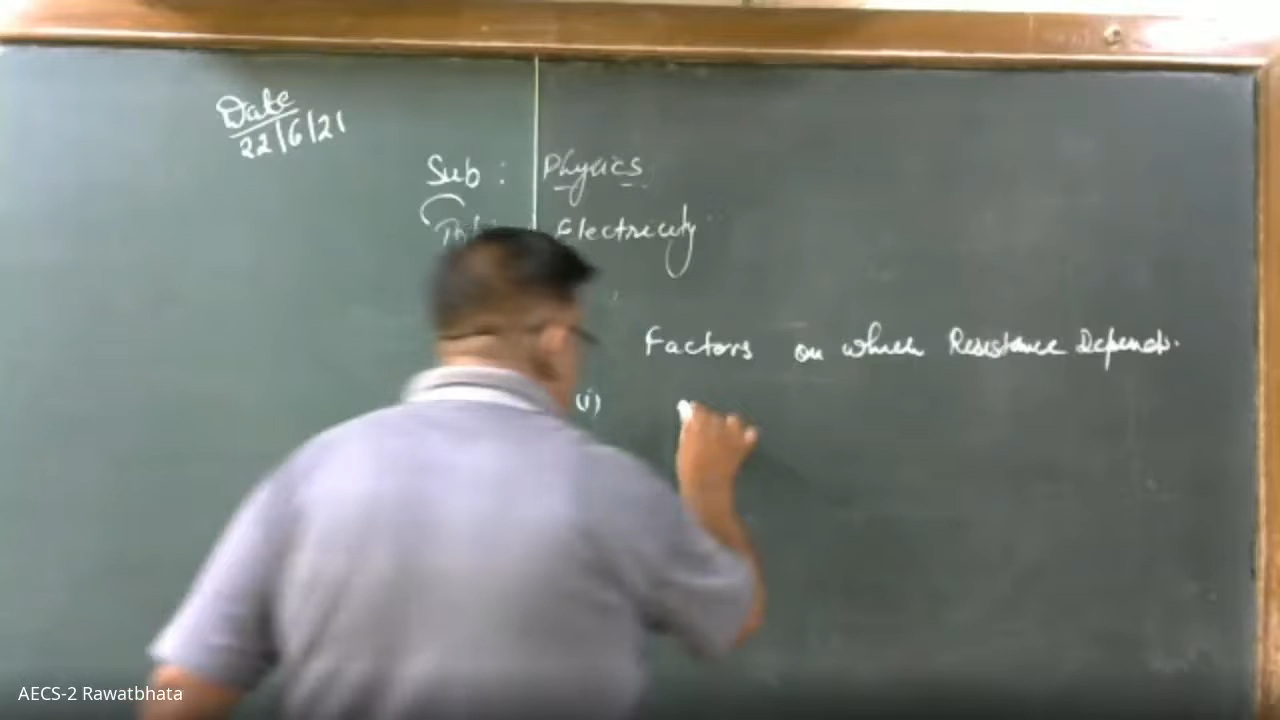 Date
22/6/21
Sub : Physics
Electricity
Factors on which Resistance Depends.
(i)
AECS-2 Rawatbhata